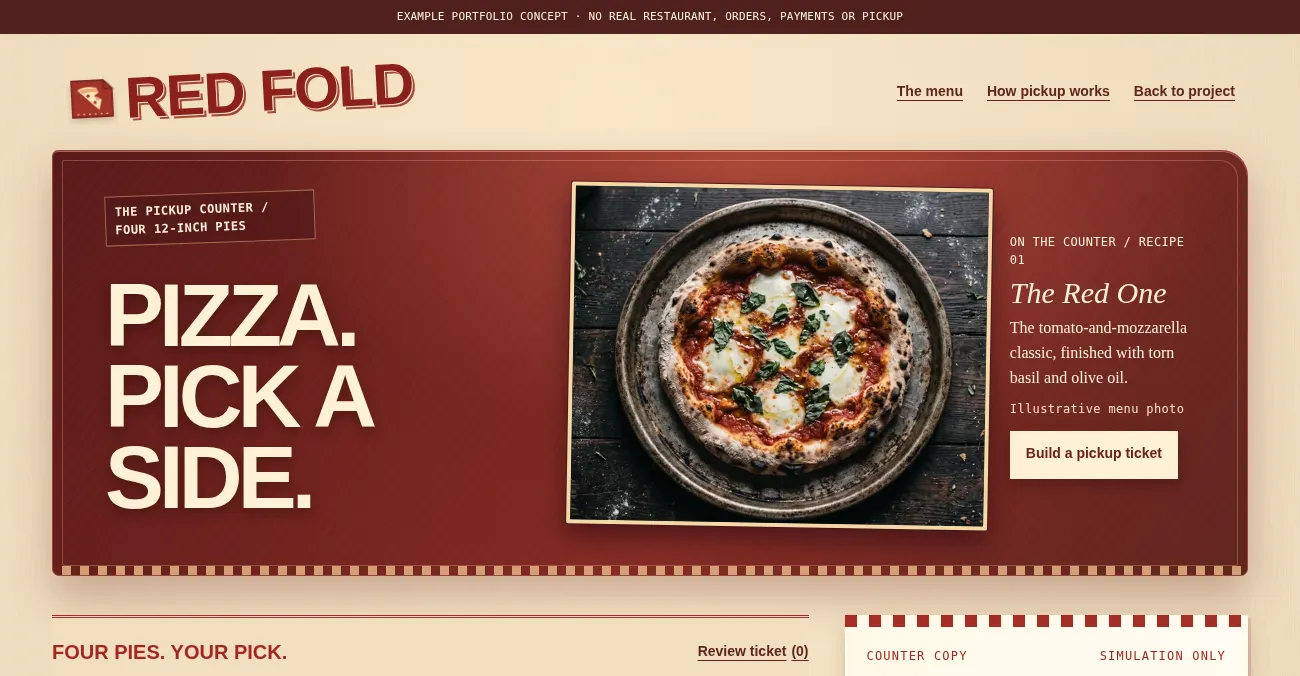 EXAMPLE PORTFOLIO CONCEPT · NO REAL RESTAURANT, ORDERS, PAYMENTS OR PICKUP
RED FOLD
The menu
How pickup works
Back to project
THE PICKUP COUNTER /
FOUR 12-INCH PIES
PIZZA.
PICK A
SIDE.
ON THE COUNTER / RECIPE
01
The Red One
The tomato-and-mozzarella
classic, finished with torn
basil and olive oil.
Illustrative menu photo
Build a pickup ticket
FOUR PIES. YOUR PICK.
Review ticket (0)
COUNTER COPY
SIMULATION ONLY